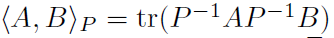 ⟨A, B⟩_P = tr(P^{-1}AP^{-1}B)